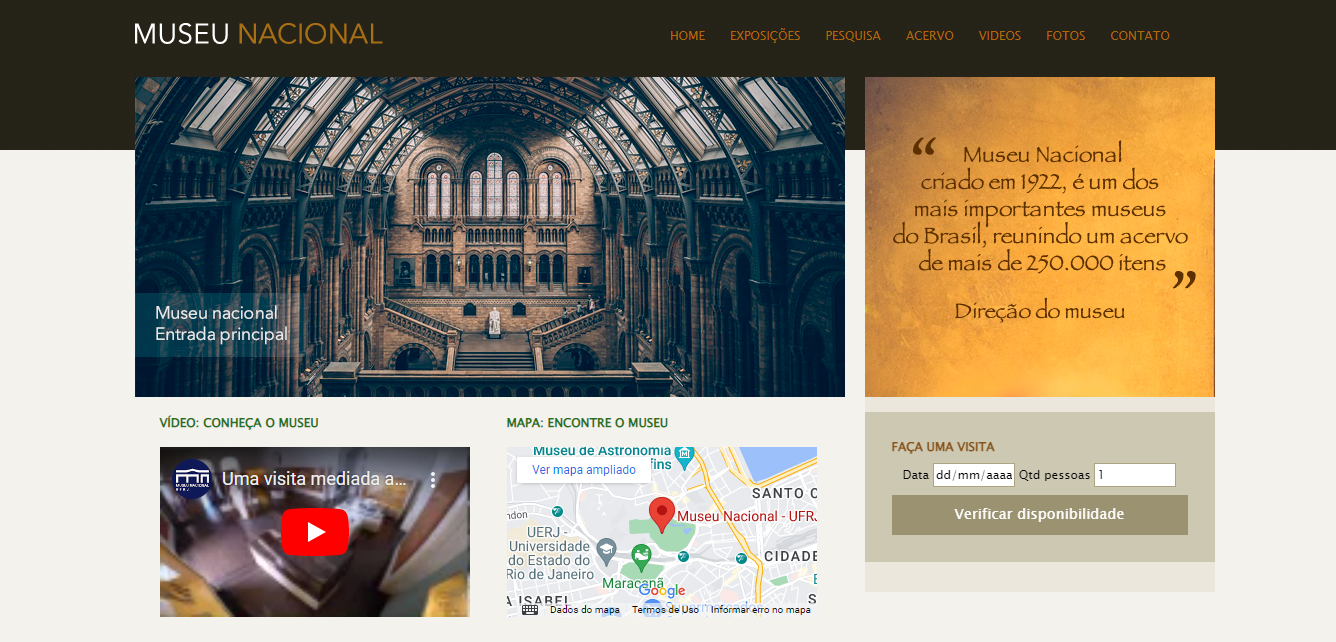 MUSEU NACIONAL
HOME EXPOSIÇÕES PESQUISA ACERVO VIDEOS FOTOS CONTATO
Museu nacional
Entrada principal
“ Museu Nacional
criado em 1922, é um dos
mais importantes museus
do Brasil, reunindo um acervo
de mais de 250.000 itens ”
Direção do museu
VÍDEO: CONHEÇA O MUSEU
MUSEU NACIONAL
UFRJ
Uma visita mediada a...
MAPA: ENCONTRE O MUSEU
Museu de Astronomia
fins
Ver mapa ampliado
SANTO C
Museu Nacional - UFRJ
ndon
UERJ -
Universidade
do Estado do
Rio de Janeiro
CIDADE
Maracanã
Google
A ISABEL
Dados do mapa Termos de Uso Informar erro no mapa
FAÇA UMA VISITA
Data dd/mm/aaaa Qtd pessoas 1
Verificar disponibilidade